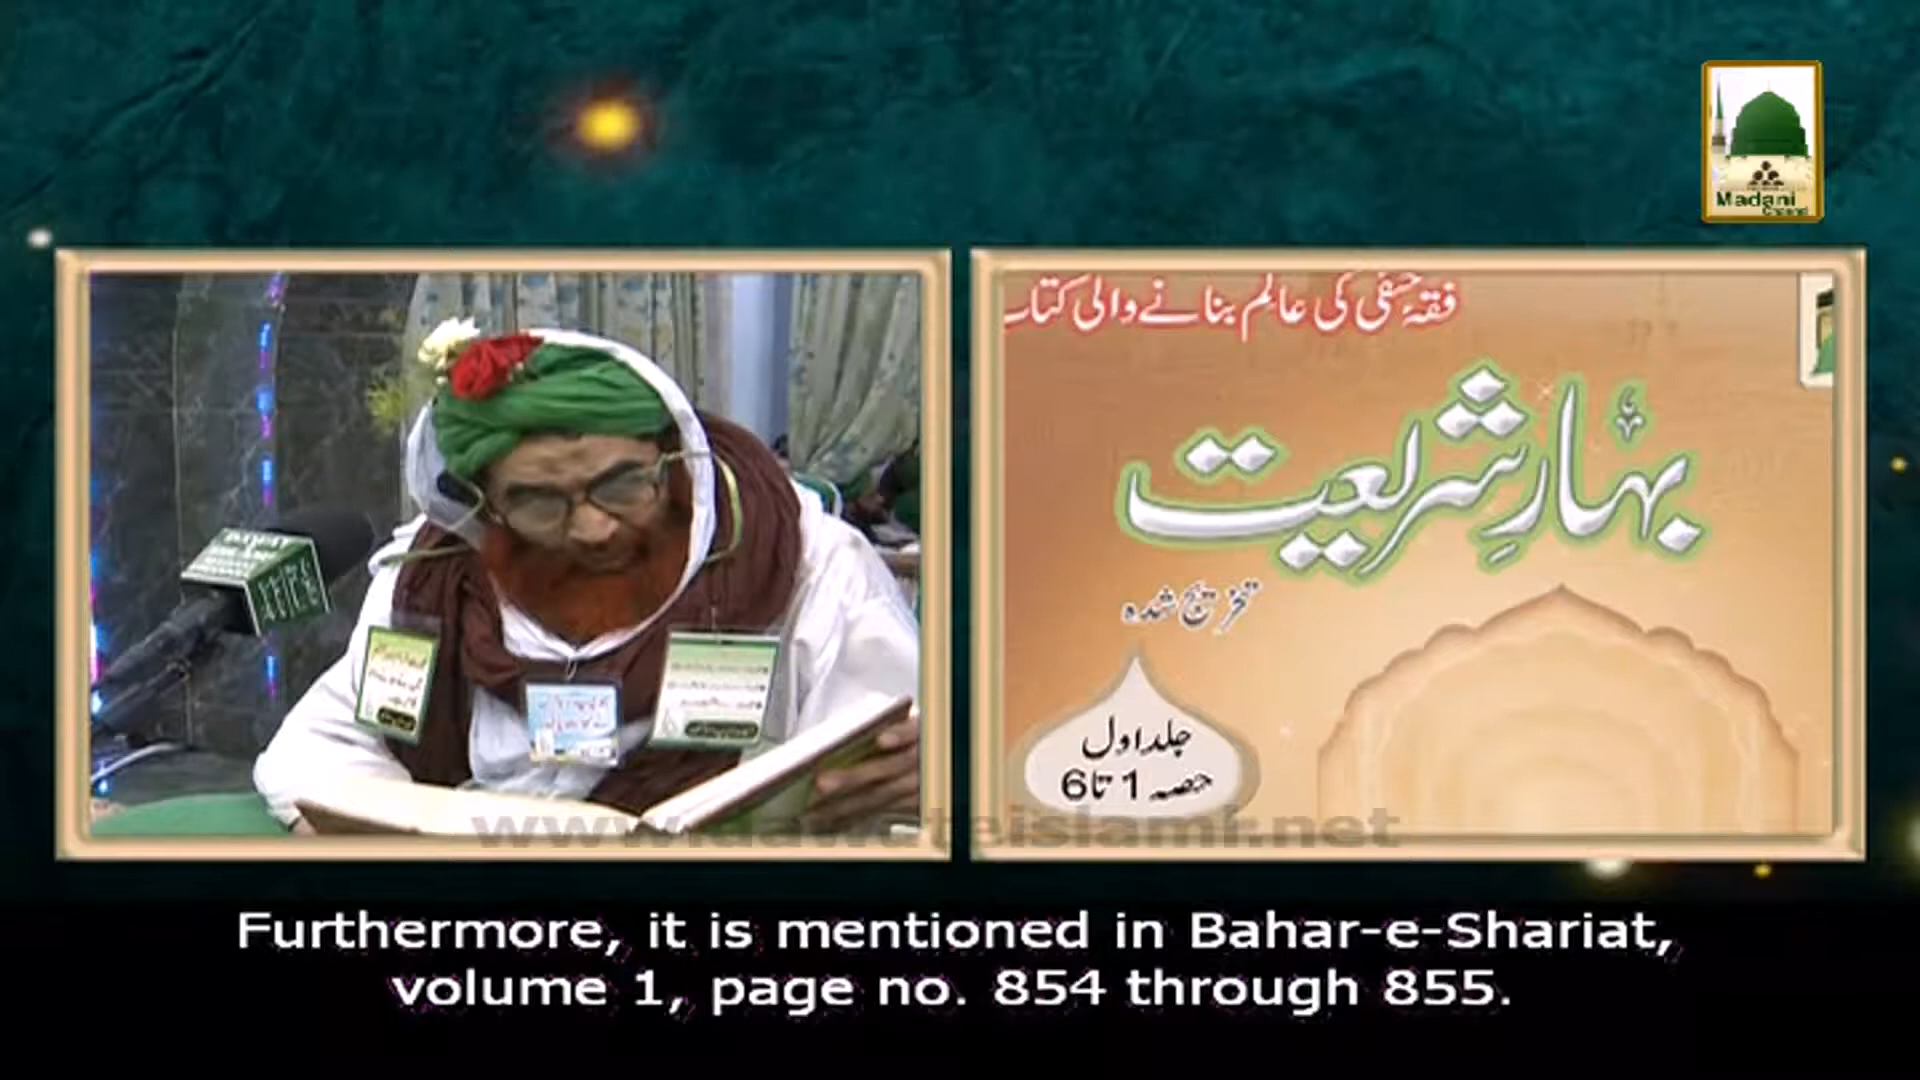 Madani
Channel
فقہ حنفی کی عالم بنانے والی کتاب
بہارِ شریعت
تخریج شدہ
جلد اول
حصہ 1 تا 6
www.dawateislami.net
Furthermore, it is mentioned in Bahar-e-Shariat,
volume 1, page no. 854 through 855.